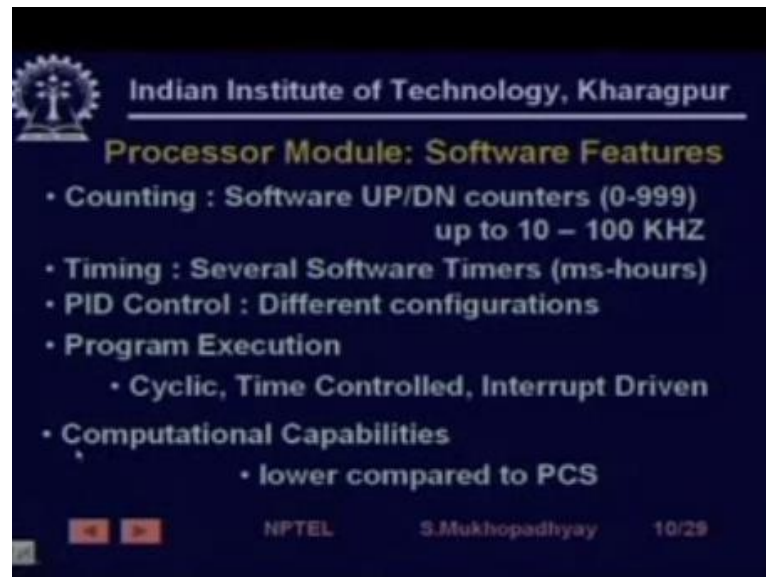 Indian Institute of Technology, Kharagpur
Processor Module: Software Features
• Counting : Software UP/DN counters (0-999)
up to 10 – 100 KHZ
• Timing : Several Software Timers (ms-hours)
• PID Control : Different configurations
• Program Execution
• Cyclic, Time Controlled, Interrupt Driven
• Computational Capabilities
• lower compared to PCS
NPTEL S.Mukhopadhyay 10/29